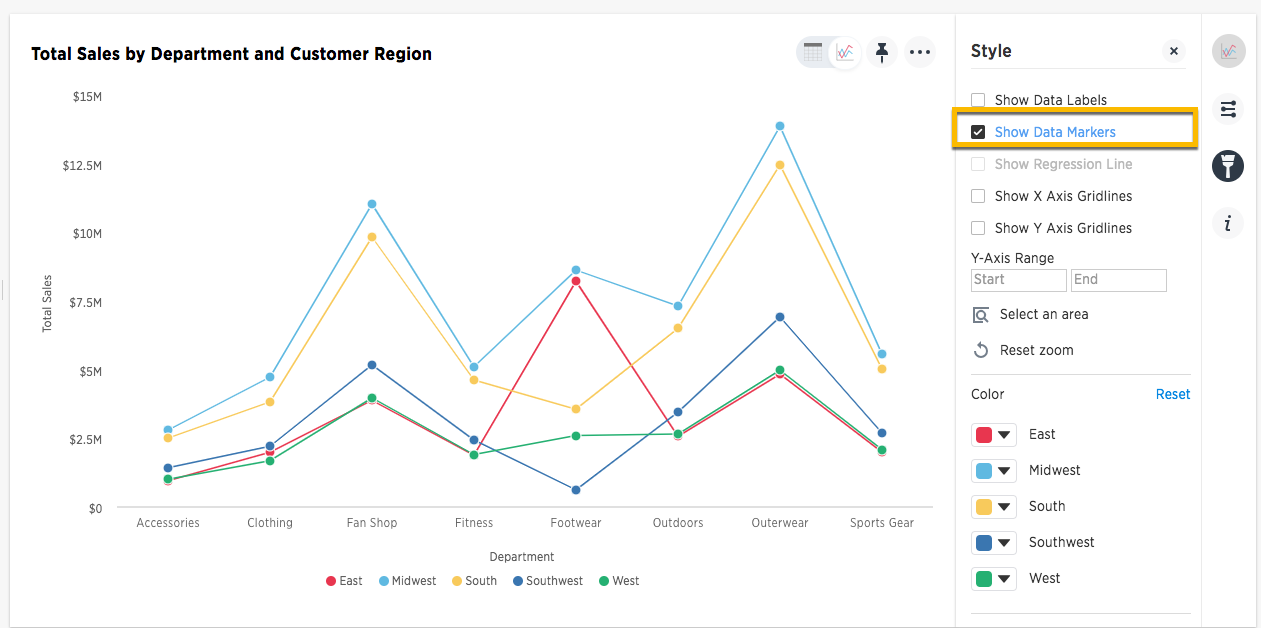 Total Sales by Department and Customer Region
$15M
$12.5M
$10M
$7.5M
$5M
$2.5M
$0
Total Sales
Accessories Clothing Fan Shop Fitness Footwear Outdoors Outerwear Sports Gear
Department
East Midwest South Southwest West
Style
Show Data Labels
Show Data Markers
Show Regression Line
Show X Axis Gridlines
Show Y Axis Gridlines
Y-Axis Range
Start End
Select an area
Reset zoom
Color Reset
East
Midwest
South
Southwest
West
i